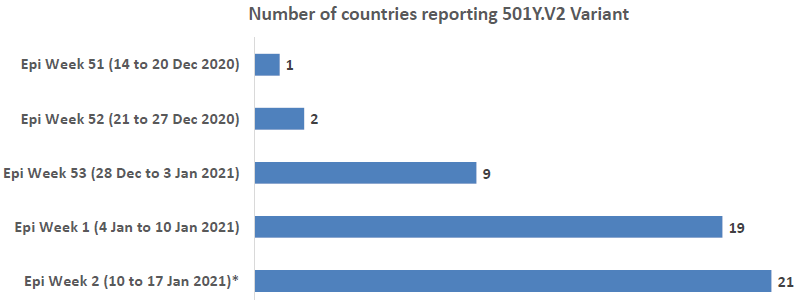 Number of countries reporting 501Y.V2 Variant
Epi Week 51 (14 to 20 Dec 2020) 1
Epi Week 52 (21 to 27 Dec 2020) 2
Epi Week 53 (28 Dec to 3 Jan 2021) 9
Epi Week 1 (4 Jan to 10 Jan 2021) 19
Epi Week 2 (10 to 17 Jan 2021)* 21